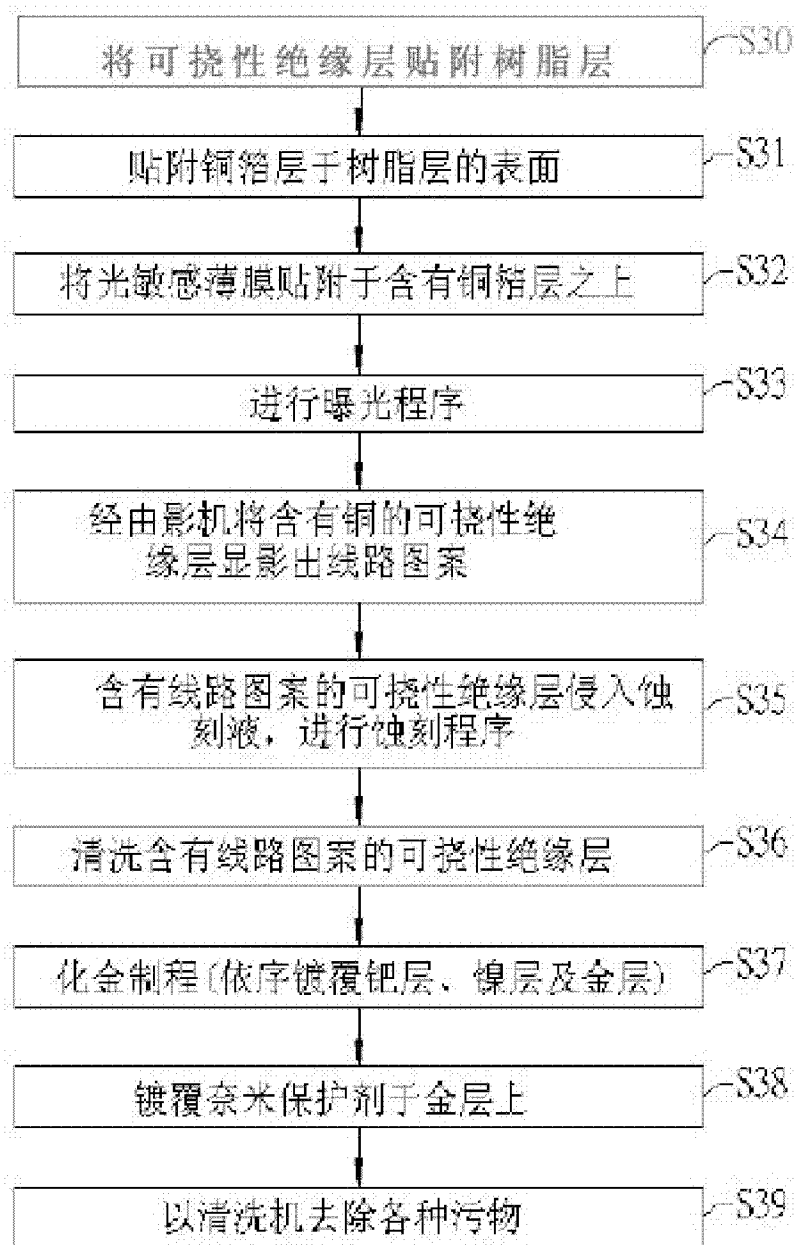 将可挠性绝缘层贴附树脂层
S30
贴附铜箔层于树脂层的表面
S31
将光敏感薄膜贴附于含有铜箔层之上
S32
进行曝光程序
S33
经由影机将含有铜的可挠性绝
缘层显影出线路图案
S34
含有线路图案的可挠性绝缘层侵入蚀
刻液，进行蚀刻程序
S35
清洗含有线路图案的可挠性绝缘层
S36
化金制程(依序镀覆钯层、镍层及金层)
S37
镀覆奈米保护剂于金层上
S38
以清洗机去除各种污物
S39